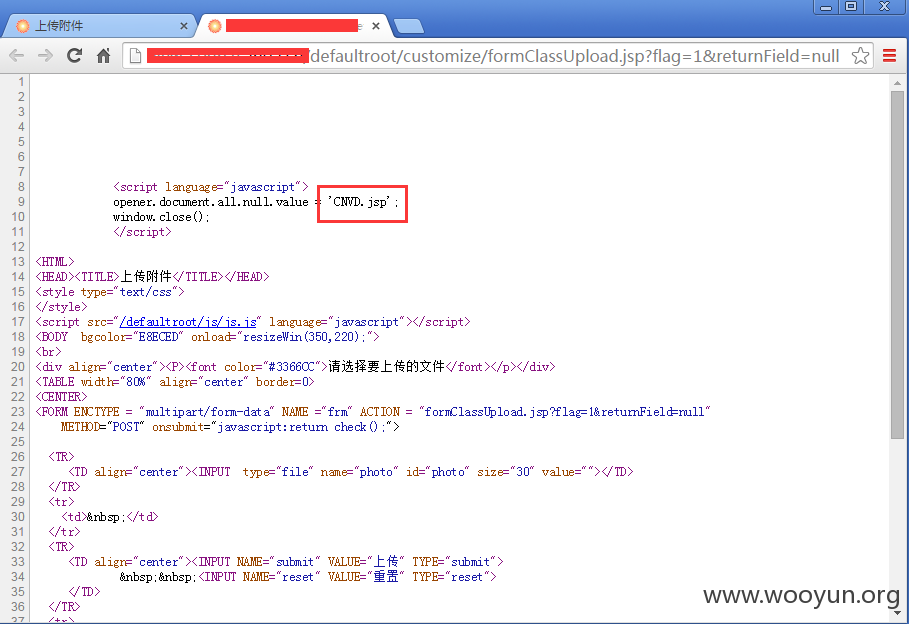 上传附件
/defaultroot/customize/formClassUpload.jsp?flag=1&returnField=null
1
2
3
4
5
6
7
8 <script language="javascript">
9 opener.document.all.null.value = 'CNVD.jsp';
10 window.close();
11 </script>
12
13 <HTML>
14 <HEAD><TITLE>上传附件</TITLE></HEAD>
15 <style type="text/css">
16 </style>
17 <script src="/defaultroot/js/js.js" language="javascript"></script>
18 <BODY bgcolor="E8ECED" onload="resizeWin(350,220);">
19 <br>
20 <div align="center"><P><font color="#3366CC">请选择要上传的文件</font></p></div>
21 <TABLE width="80%" align="center" border=0>
22 <CENTER>
23 <FORM ENCTYPE = "multipart/form-data" NAME ="frm" ACTION = "formClassUpload.jsp?flag=1&returnField=null"
24 METHOD="POST" onsubmit="javascript:return check();">
25
26 <TR>
27 <TD align="center"><INPUT type="file" name="photo" id="photo" size="30" value=""></TD>
28 </TR>
29 <tr>
30 <td>&nbsp;</td>
31 </tr>
32 <TR>
33 <TD align="center"><INPUT NAME="submit" VALUE="上传" TYPE="submit">
34 &nbsp;&nbsp;<INPUT NAME="reset" VALUE="重置" TYPE="reset">
35 </TD>
36 </TR>
37 <tr>
www.wooyun.org